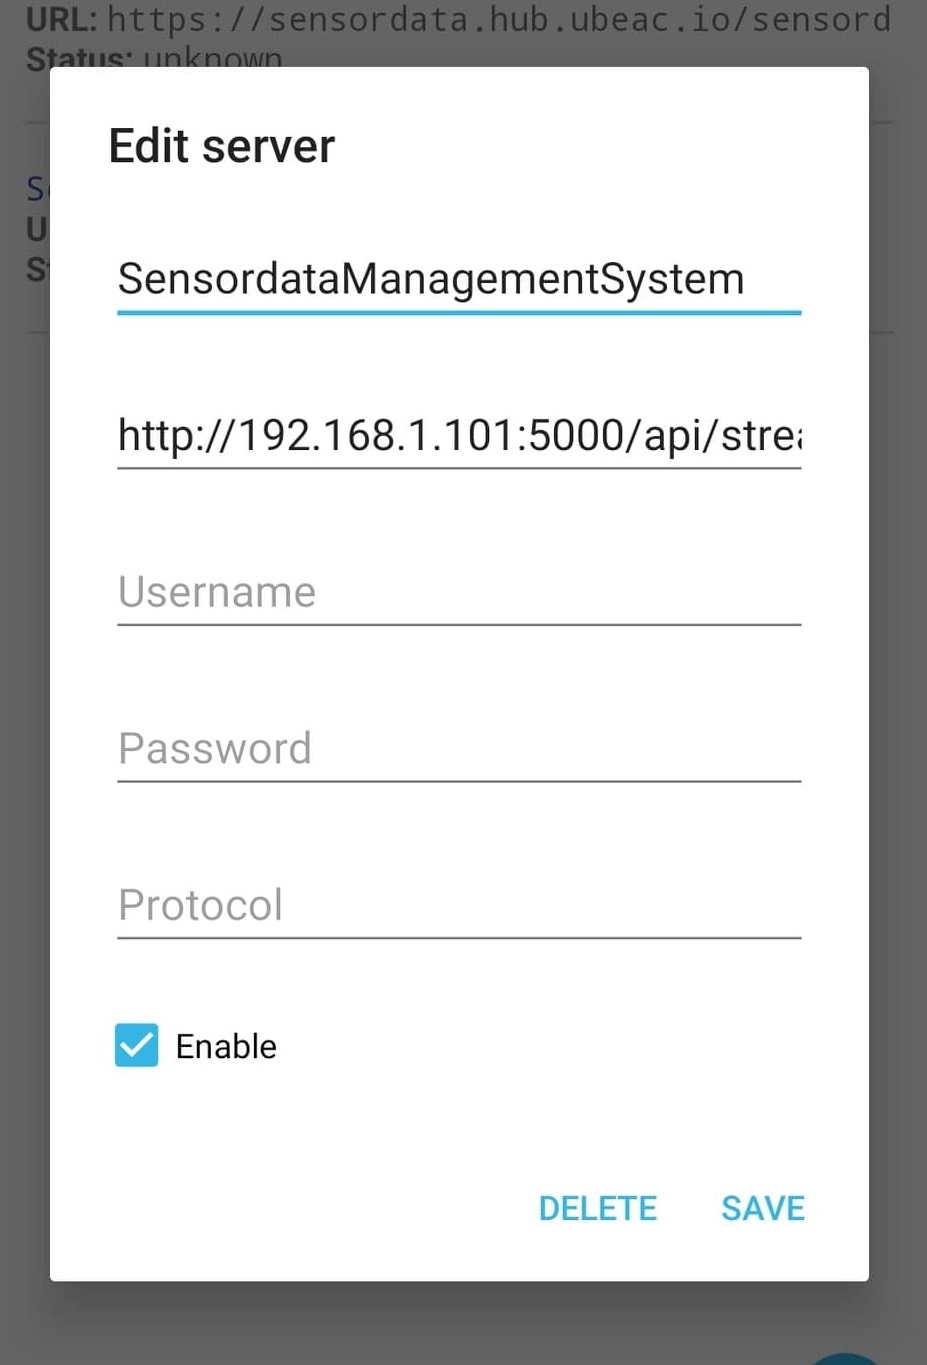 URL: https://sensordata.hub.ubeac.io/sensord
Status: unknown
Edit server
SensordataManagementSystem
http://192.168.1.101:5000/api/stre
Username
Password
Protocol
Enable
DELETE SAVE